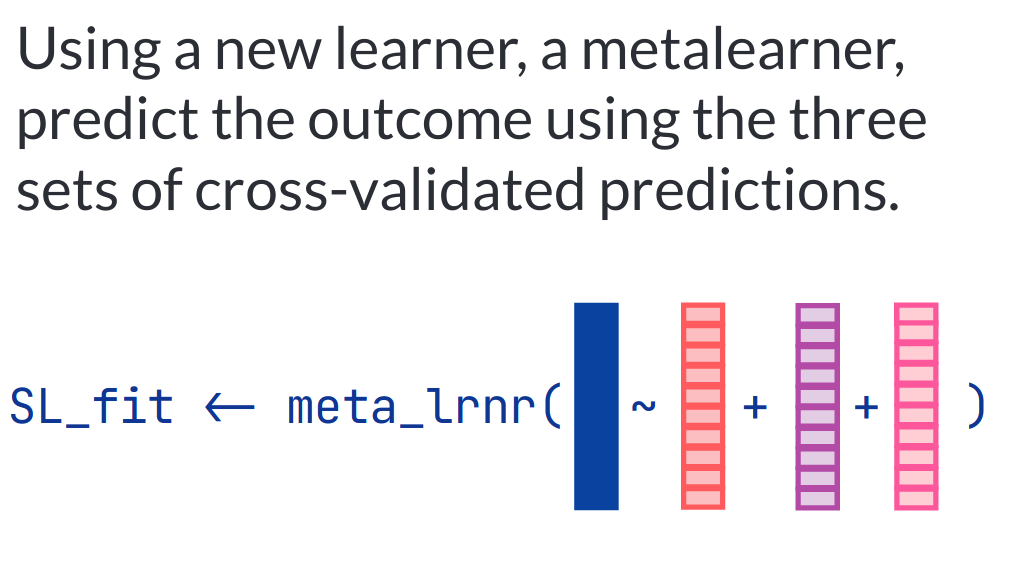 Using a new learner, a metalearner,
predict the outcome using the three
sets of cross-validated predictions.
SL_fit ← meta_lrnr( ~ + + )